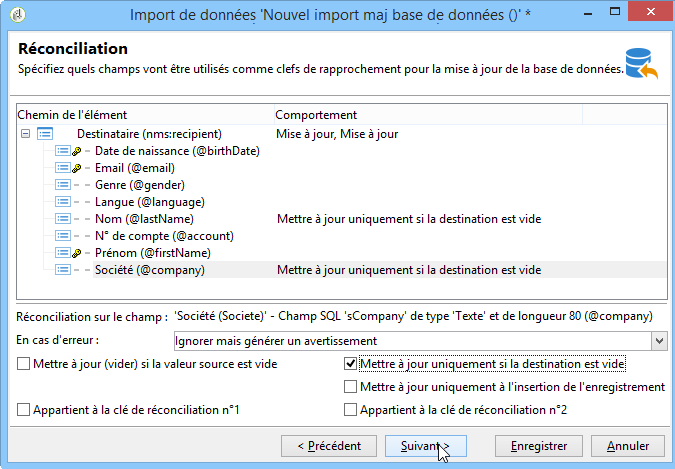 Import de données 'Nouvel import maj base de données ()' *
Réconciliation
Spécifiez quels champs vont être utilisés comme clefs de rapprochement pour la mise à jour de la base de données.
Chemin de l'élément Comportement
Destinataire (nms:recipient) Mise à jour, Mise à jour
Date de naissance (@birthDate)
Email (@email)
Genre (@gender)
Langue (@language)
Nom (@lastName) Mettre à jour uniquement si la destination est vide
N° de compte (@account)
Prénom (@firstName)
Société (@company) Mettre à jour uniquement si la destination est vide
Réconciliation sur le champ : 'Société (Societe)' - Champ SQL 'sCompany' de type 'Texte' et de longueur 80 (@company)
En cas d'erreur : Ignorer mais générer un avertissement
Mettre à jour (vider) si la valeur source est vide Mettre à jour uniquement si la destination est vide
Mettre à jour uniquement à l'insertion de l'enregistrement
Appartient à la clé de réconciliation n°1 Appartient à la clé de réconciliation n°2
< Précédent Suivant > Enregistrer Annuler